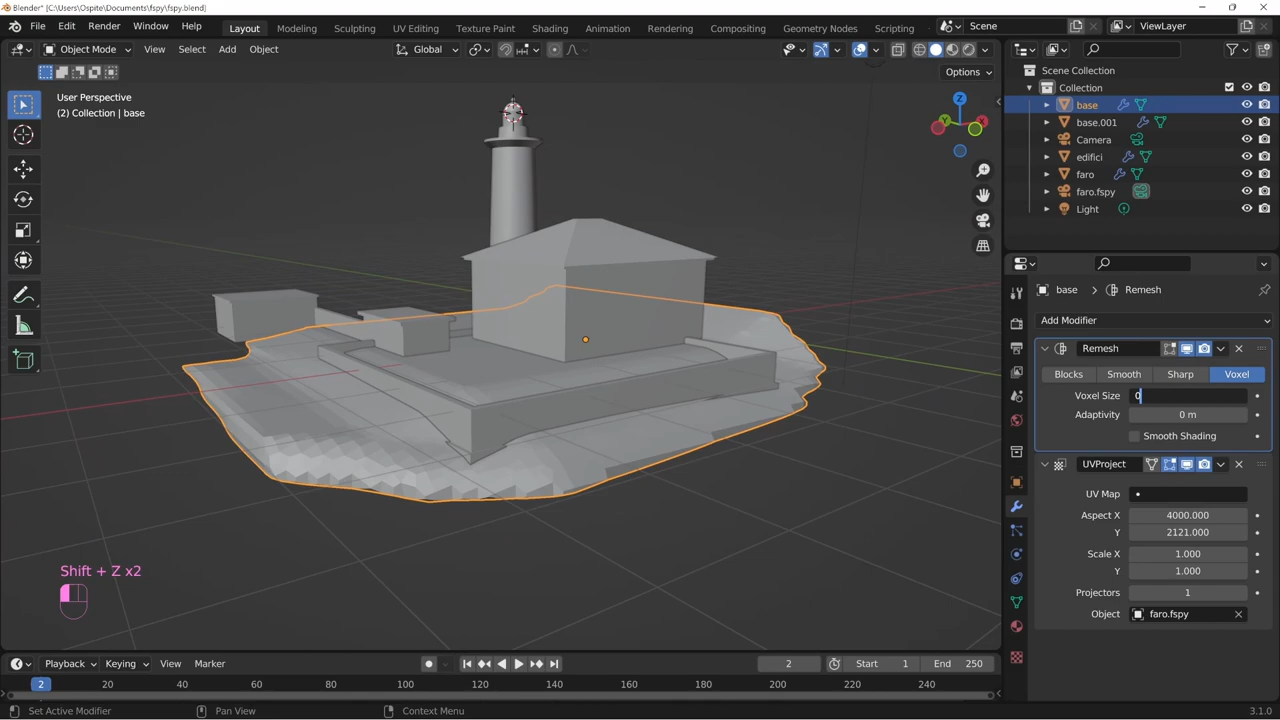 Blender* [C:\Users\Ospite\Documents\fspy\fspy.blend]
File Edit Render Window Help Layout Modeling Sculpting UV Editing Texture Paint Shading Animation Rendering Compositing Geometry Nodes Scripting Scene ViewLayer
Object Mode View Select Add Object Global
Options
User Perspective
(2) Collection | base
Z
Y X
Scene Collection
Collection
base
base.001
Camera
edifici
faro
faro.fspy
Light
base Remesh
Add Modifier
Remesh
Blocks Smooth Sharp Voxel
Voxel Size 0
Adaptivity 0 m
Smooth Shading
UVProject
UV Map
Aspect X 4000.000
Y 2121.000
Scale X 1.000
Y 1.000
Projectors 1
Object faro.fspy
Shift + Z x2
Playback Keying View Marker 2 Start 1 End 250
2 20 40 60 80 100 120 140 160 180 200 220 240
Set Active Modifier Pan View Context Menu 3.1.0